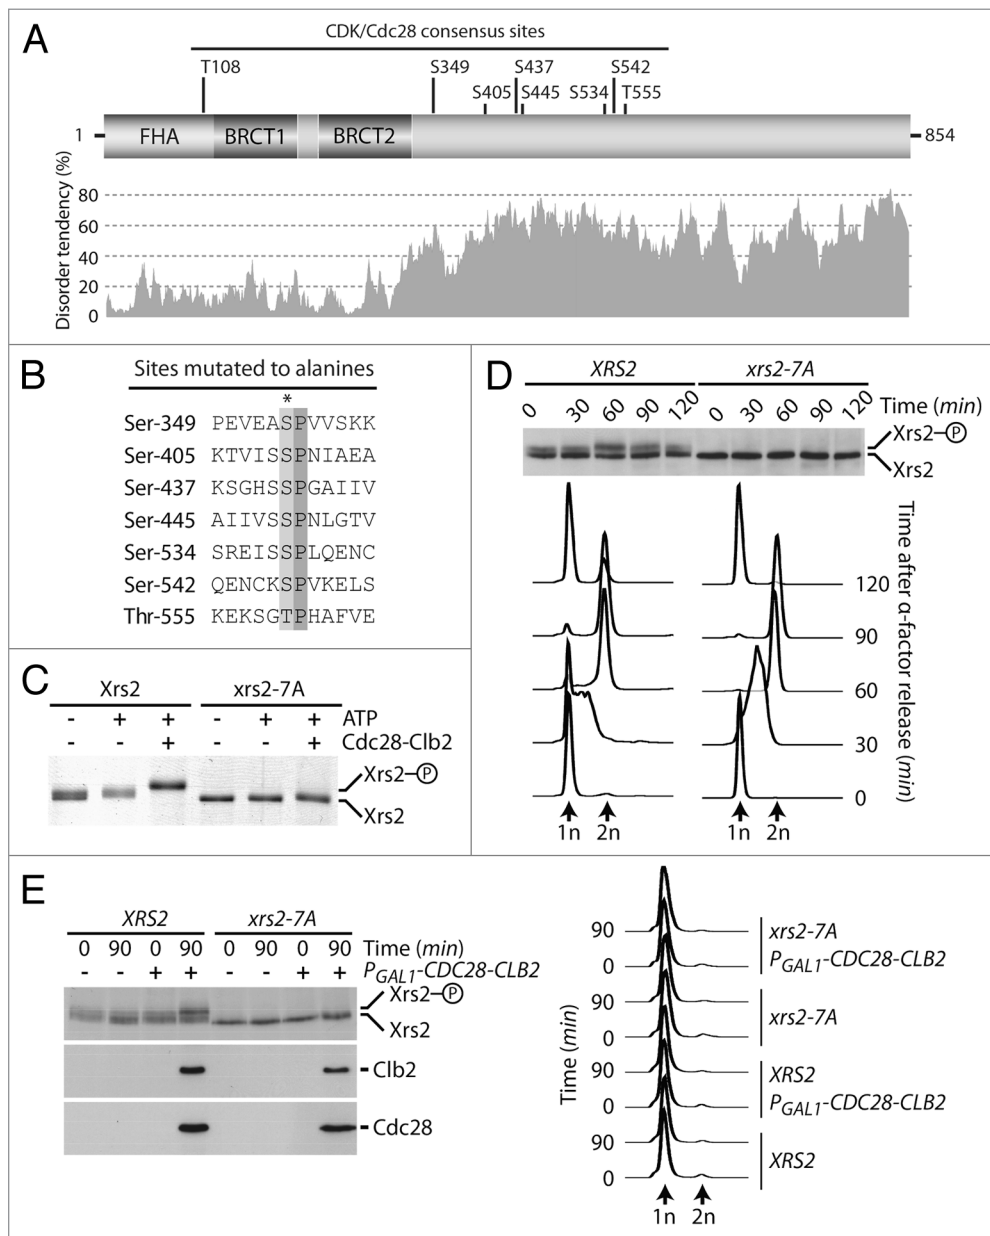 A
CDK/Cdc28 consensus sites
T108 S349 S437 S542
S405 S445 S534 T555
1 FHA BRCT1 BRCT2 854
Disorder tendency (%)
80
60
40
20
0
B
Sites mutated to alanines
*
Ser-349 PEVEASPVVSKK
Ser-405 KTVISSPNIAEA
Ser-437 KSGHSSPGAIIV
Ser-445 AIIVSSPNLGTV
Ser-534 SREISSPLQENC
Ser-542 QENCKSPVKELS
Thr-555 KEKSGTPHAFVE
C
Xrs2 xrs2-7A
- + + - + + ATP
- - + - - + Cdc28-Clb2
Xrs2-P
Xrs2
D
XRS2 xrs2-7A
0 30 60 90 120 0 30 60 90 120 Time (min)
Xrs2-P
Xrs2
120
90
60
30
0
Time after α-factor release (min)
1n 2n 1n 2n
E
XRS2 xrs2-7A
0 90 0 90 0 90 0 90 Time (min)
- - + + - - + + PGAL1-CDC28-CLB2
Xrs2-P
Xrs2
Clb2
Cdc28
Time (min)
90 xrs2-7A
0 PGAL1-CDC28-CLB2
90
0 xrs2-7A
90 XRS2
0 PGAL1-CDC28-CLB2
90
0 XRS2
1n 2n